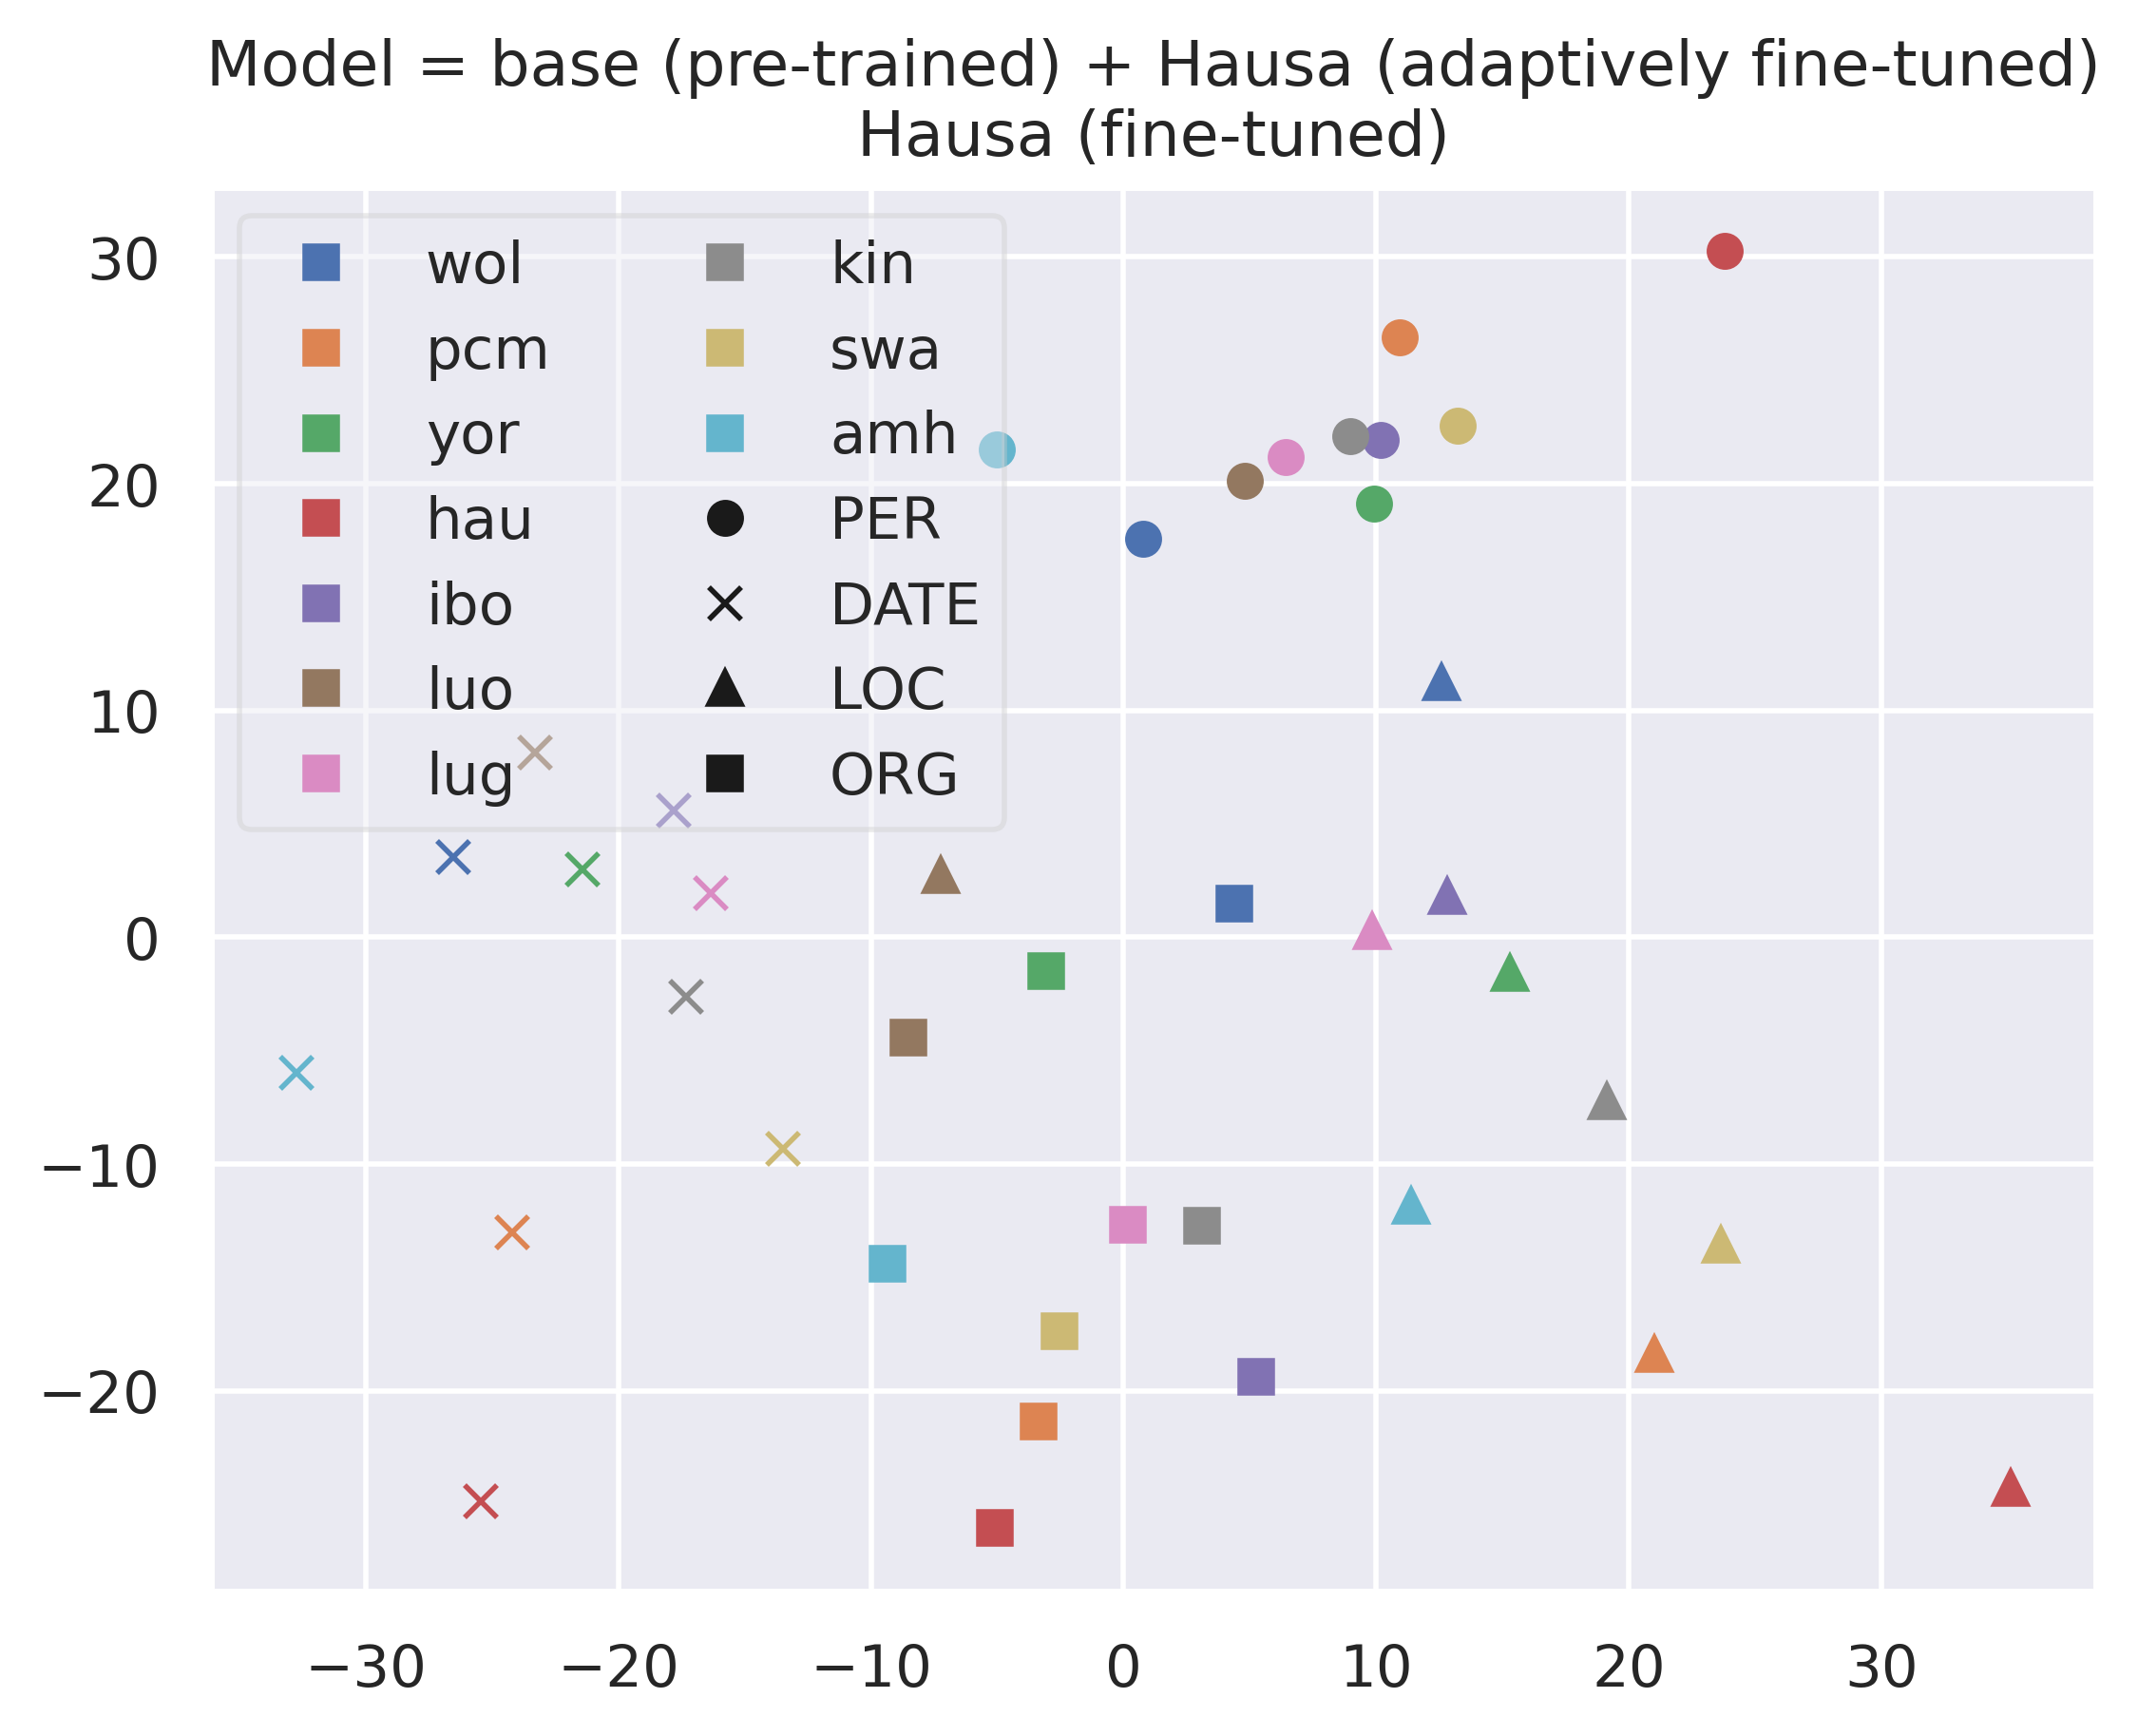 Model = base (pre-trained) + Hausa (adaptively fine-tuned)
Hausa (fine-tuned)
30
20
10
0
−10
−20
wol
pcm
yor
hau
ibo
luo
lug
kin
swa
amh
PER
DATE
LOC
ORG
−30
−20
−10
0
10
20
30